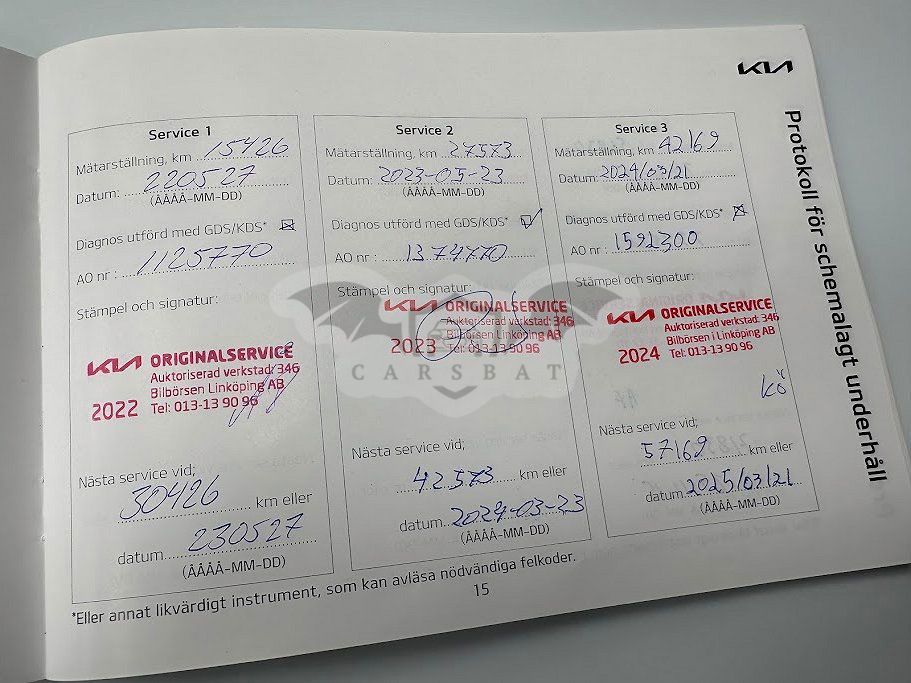 KIA
Protokoll för schemalagt underhåll
Service 1
Mätarställning, km 15426
Datum: 220527
(ÅÅÅÅ-MM-DD)
Diagnos utförd med GDS/KDS*
AO nr : 1125770
Stämpel och signatur:
KIA ORIGINALSERVICE
Auktoriserad verkstad: 346
Bilbörsen Linköping AB
2022 Tel: 013-13 90 96
Nästa service vid;
30426 km eller
datum 230527
(ÅÅÅÅ-MM-DD)
Service 2
Mätarställning, km 27573
Datum: 2023-03-23
(ÅÅÅÅ-MM-DD)
Diagnos utförd med GDS/KDS*
AO nr : 1374770
Stämpel och signatur:
KIA ORIGINALSERVICE
Auktoriserad verkstad: 346
Bilbörsen Linköping AB
2023 Tel: 013-13 90 96
Nästa service vid;
42573 km eller
datum 2024-03-23
(ÅÅÅÅ-MM-DD)
Service 3
Mätarställning, km 42169
Datum 2024/03/21
(ÅÅÅÅ-MM-DD)
Diagnos utförd med GDS/KDS*
AO nr : 1592300
Stämpel och signatur:
KIA ORIGINALSERVICE
Auktoriserad verkstad: 346
Bilbörsen i Linköping AB
2024 Tel: 013-13 90 96
Kö
Nästa service vid;
57169 km eller
datum 2025/03/21
(ÅÅÅÅ-MM-DD)
CARSBAT
*Eller annat likvärdigt instrument, som kan avläsa nödvändiga felkoder.
15